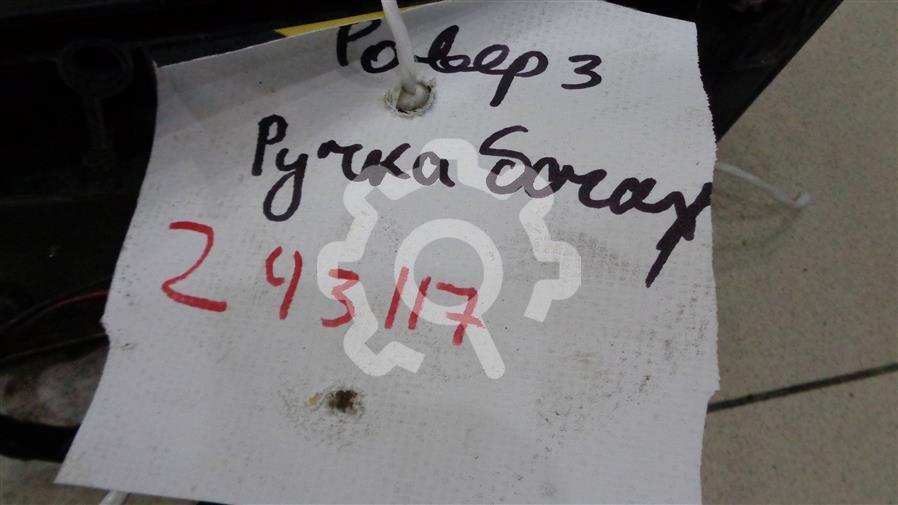 Ровер 3
Ручка багаж
243117